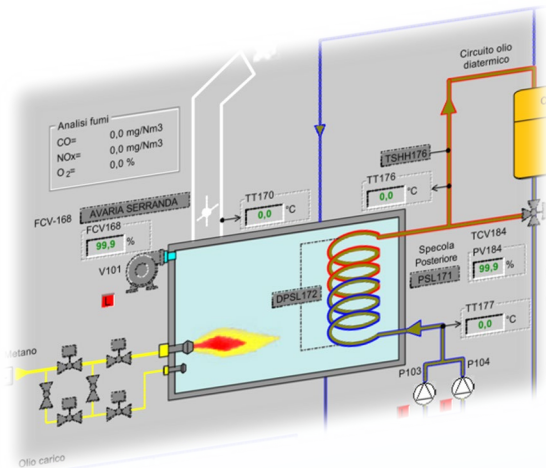 Circuito olio
diatermico
Analisi fumi
CO= 0,0 mg/Nm3
NOx= 0,0 mg/Nm3
O2= 0,0 %
TSHH176
TT176
0,0 °C
TT170
0,0 °C
FCV-168
AVARIA SERRANDA
FCV168
99,9 %
V101
L
DPSL172
Specola
Posteriore
PSL171
TCV184
PV184
99,9 %
TT177
0,0 °C
Metano
P103
P104
Olio carico